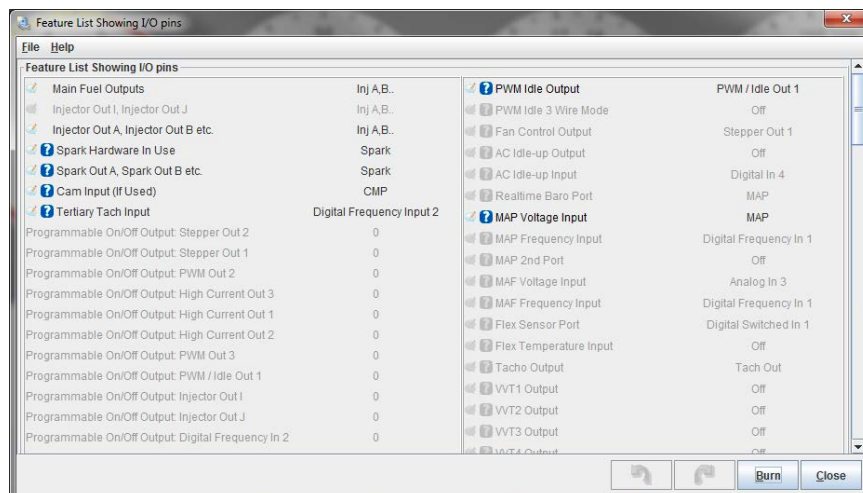 Feature List Showing I/O pins
File Help
Feature List Showing I/O pins
Main Fuel Outputs Inj A,B..
Injector Out I, Injector Out J Inj A,B..
Injector Out A, Injector Out B etc. Inj A,B..
Spark Hardware In Use Spark
Spark Out A, Spark Out B etc. Spark
Cam Input (If Used) CMP
Tertiary Tach Input Digital Frequency Input 2
Programmable On/Off Output: Stepper Out 2 0
Programmable On/Off Output: Stepper Out 1 0
Programmable On/Off Output: PWM Out 2 0
Programmable On/Off Output: High Current Out 3 0
Programmable On/Off Output: High Current Out 1 0
Programmable On/Off Output: High Current Out 2 0
Programmable On/Off Output: PWM Out 3 0
Programmable On/Off Output: PWM / Idle Out 1 0
Programmable On/Off Output: Injector Out I 0
Programmable On/Off Output: Injector Out J 0
Programmable On/Off Output: Digital Frequency In 2 0
PWM Idle Output PWM / Idle Out 1
PWM Idle 3 Wire Mode Off
Fan Control Output Stepper Out 1
AC Idle-up Output Off
AC Idle-up Input Digital In 4
Realtime Baro Port MAP
MAP Voltage Input MAP
MAP Frequency Input Digital Frequency In 1
MAP 2nd Port Off
MAF Voltage Input Analog In 3
MAF Frequency Input Digital Frequency In 1
Flex Sensor Port Digital Switched In 1
Flex Temperature Input Off
Tacho Output Tach Out
VVT1 Output Off
VVT2 Output Off
VVT3 Output Off
VVT4 Output Off
Burn Close